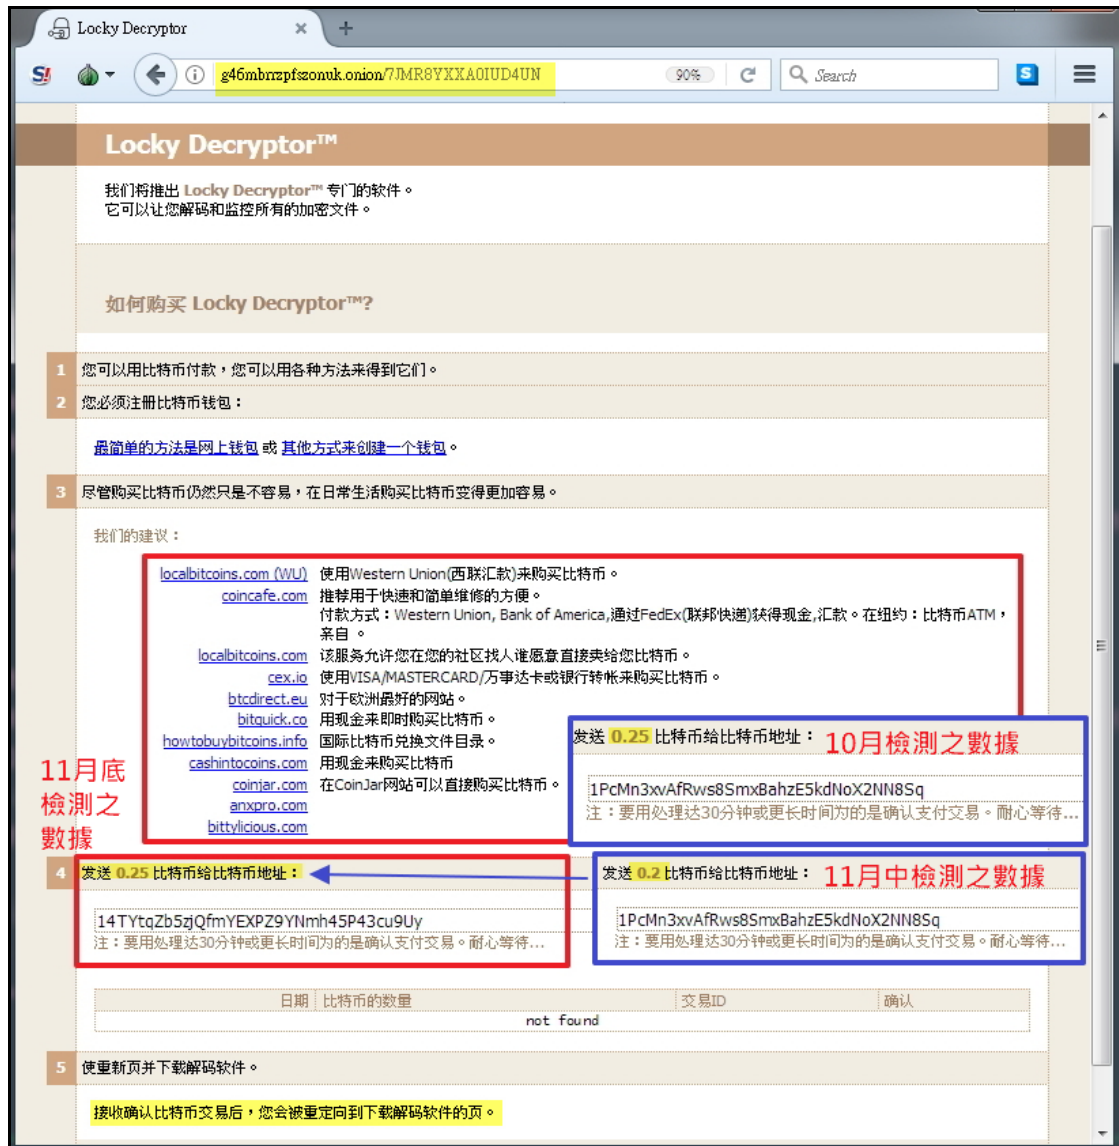 Locky Decryptor
g46mbrrzpfszonuk.onion/7JMR8YXXA0IUD4UN
90%
Search
Locky Decryptor™
我们将推出 Locky Decryptor™ 专门的软件。
它可以让您解码和监控所有的加密文件。
如何购买 Locky Decryptor™?
1 您可以用比特币付款，您可以用各种方法来得到它们。
2 您必须注册比特币钱包：
最简单的方法是网上钱包 或 其他方式来创建一个钱包。
3 尽管购买比特币仍然只是不容易，在日常生活购买比特币变得更加容易。
我们的建议：
localbitcoins.com (WU) 使用Western Union(西联汇款)来购买比特币。
coincafe.com 推荐用于快速和简单维修的方便。
付款方式：Western Union, Bank of America,通过FedEx(联邦快递)获得现金,汇款。在纽约：比特币ATM，
亲自 。
localbitcoins.com 该服务允许您在您的社区找人谁愿意直接卖给您比特币。
cex.io 使用VISA/MASTERCARD/万事达卡或银行转帐来购买比特币。
btcdirect.eu 对于欧洲最好的网站。
bitquick.co 用现金来即时购买比特币。
howtobuybitcoins.info 国际比特币兑换文件目录。
cashintocoins.com 用现金来购买比特币
coinjar.com 在CoinJar网站可以直接购买比特币。
anxpro.com
bittylicious.com
11月底
檢測之
數據
发送 0.25 比特币给比特币地址： 10月檢測之數據
1PcMn3xvAfRws8SmxBahzE5kdNoX2NN8Sq
注：要用处理达30分钟或更长时间为的是确认支付交易。耐心等待...
4 发送 0.25 比特币给比特币地址：
14TYtqZb5zjQfmYEXPZ9YNmh45P43cu9Uy
注：要用处理达30分钟或更长时间为的是确认支付交易。耐心等待...
发送 0.2 比特币给比特币地址： 11月中檢測之數據
1PcMn3xvAfRws8SmxBahzE5kdNoX2NN8Sq
注：要用处理达30分钟或更长时间为的是确认支付交易。耐心等待...
日期 比特币的数量 交易ID 确认
not found
5 使重新页并下载解码软件。
接收确认比特币交易后，您会被重定向到下载解码软件的页。